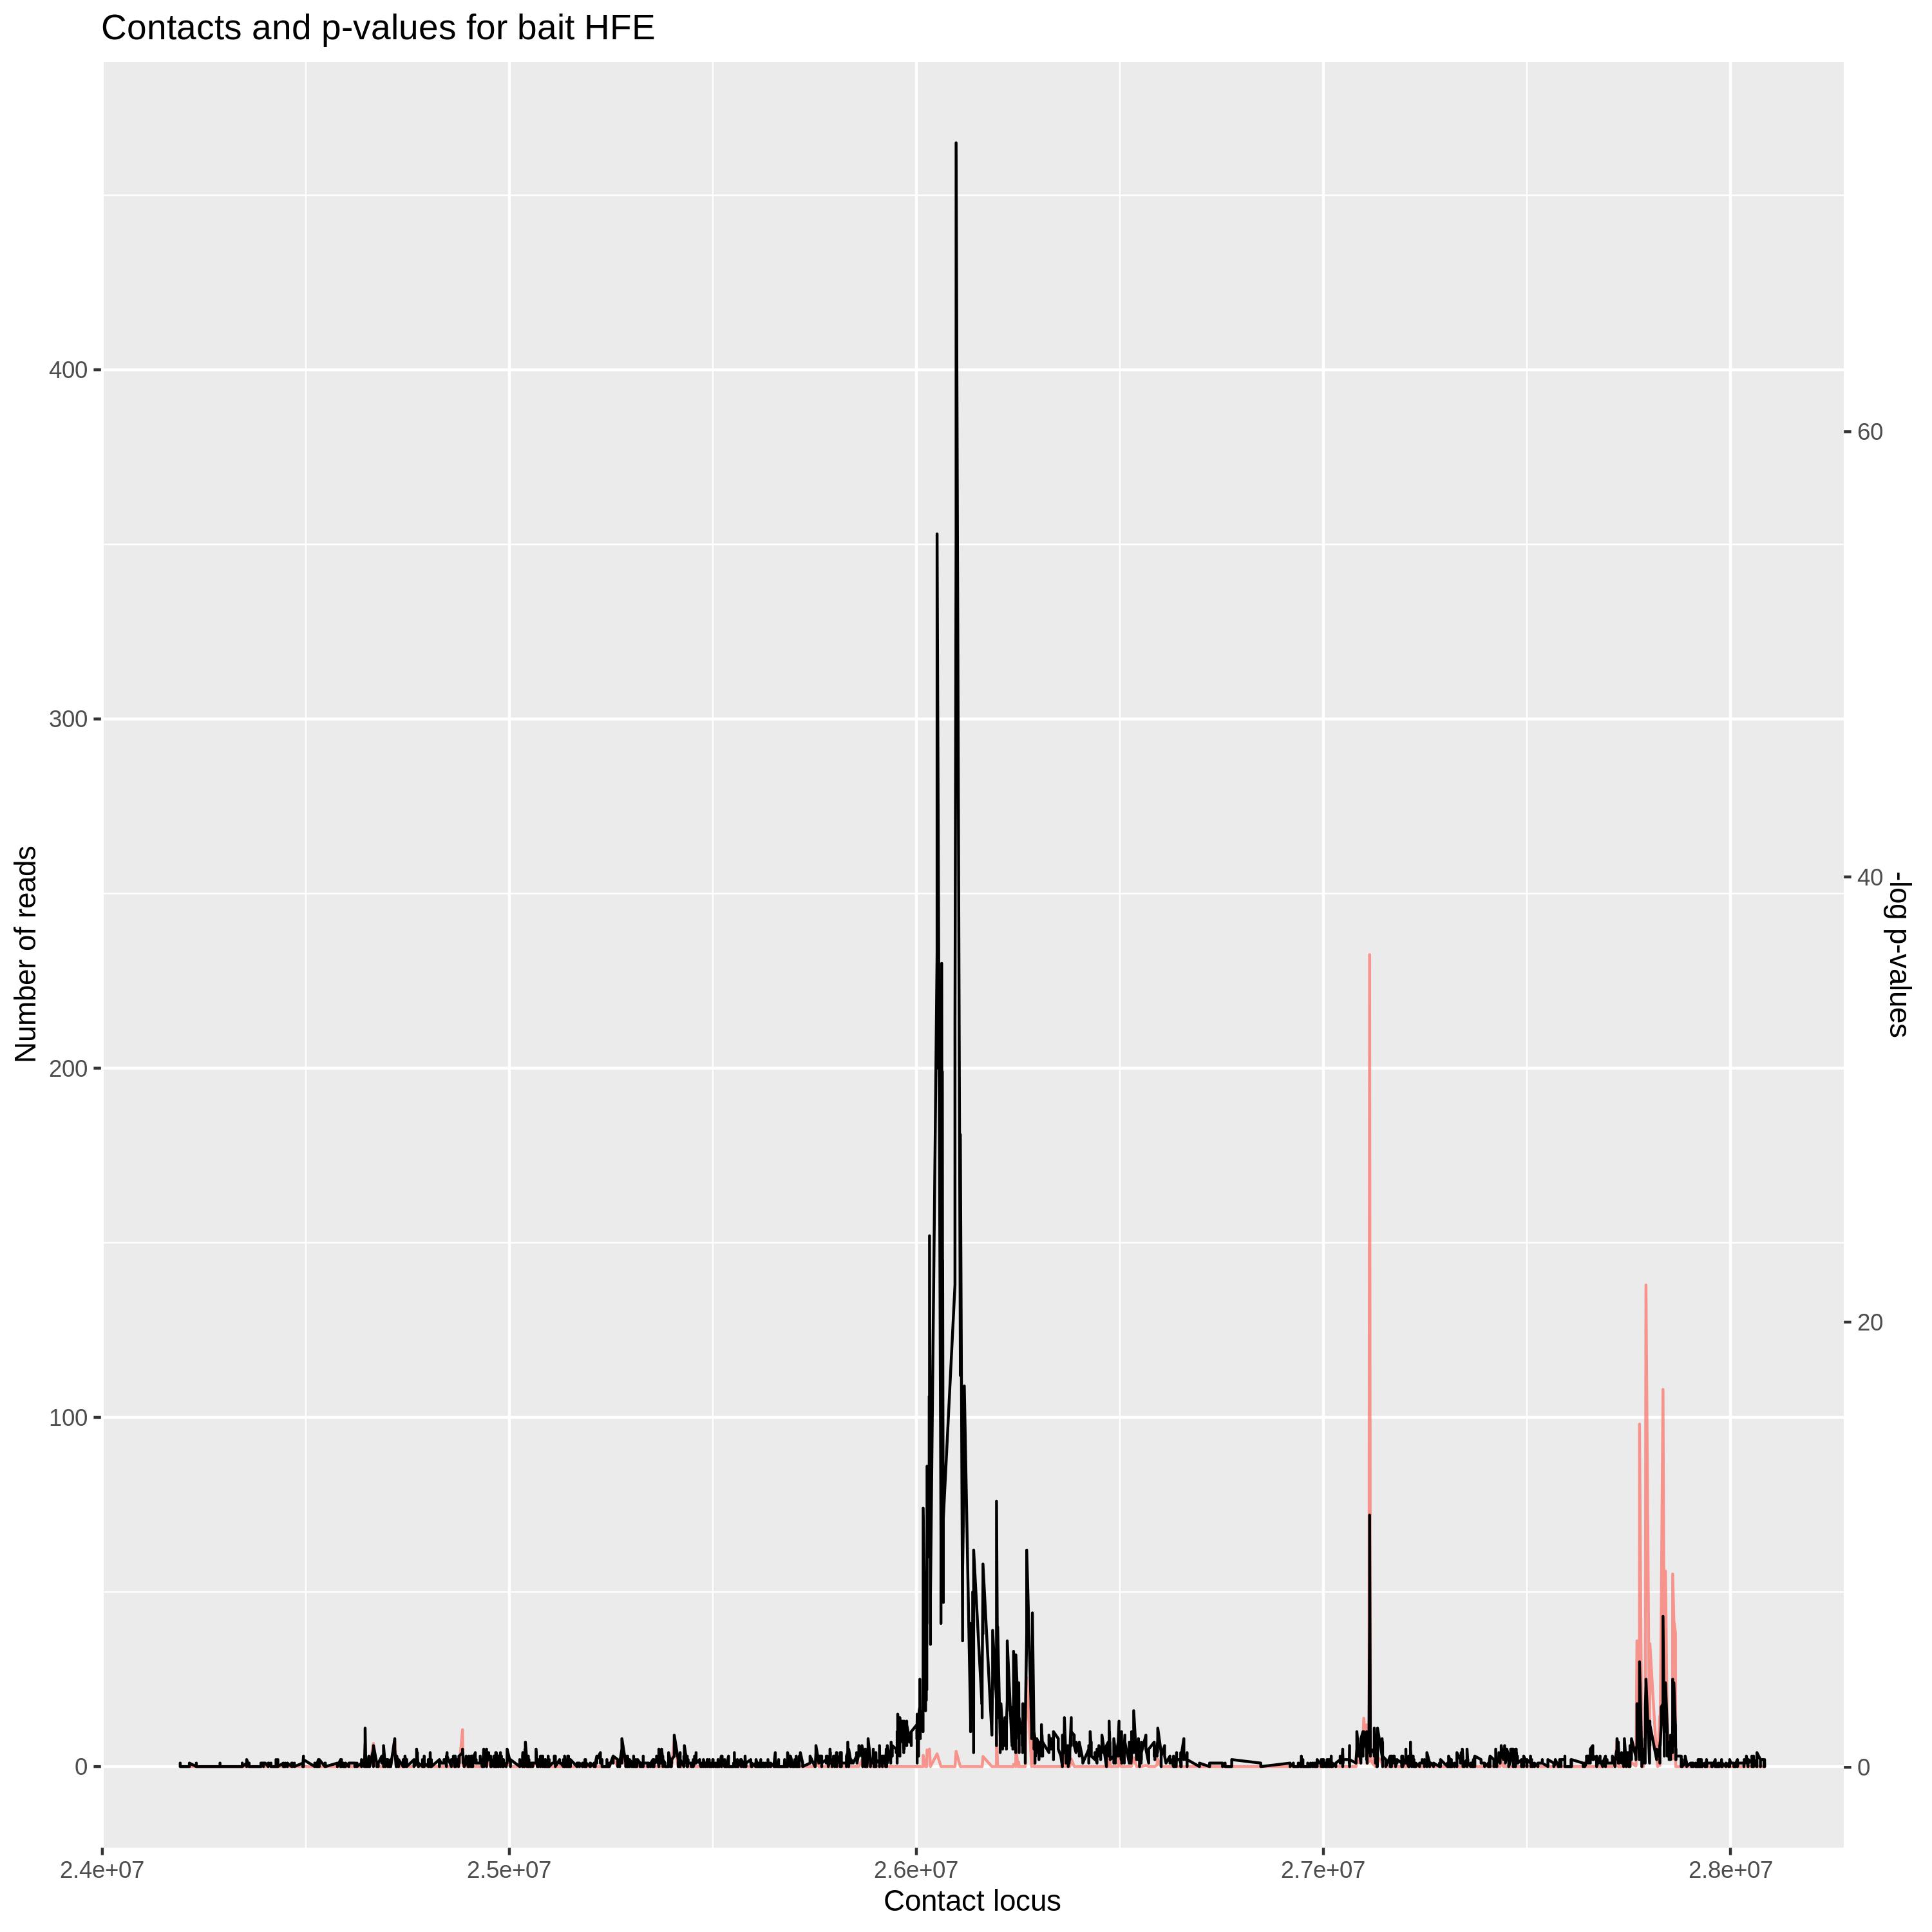 Contacts and p-values for bait HFE
Number of reads
400
300
200
100
0
60
40
20
0
-log p-values
2.4e+07
2.5e+07
2.6e+07
2.7e+07
2.8e+07
Contact locus